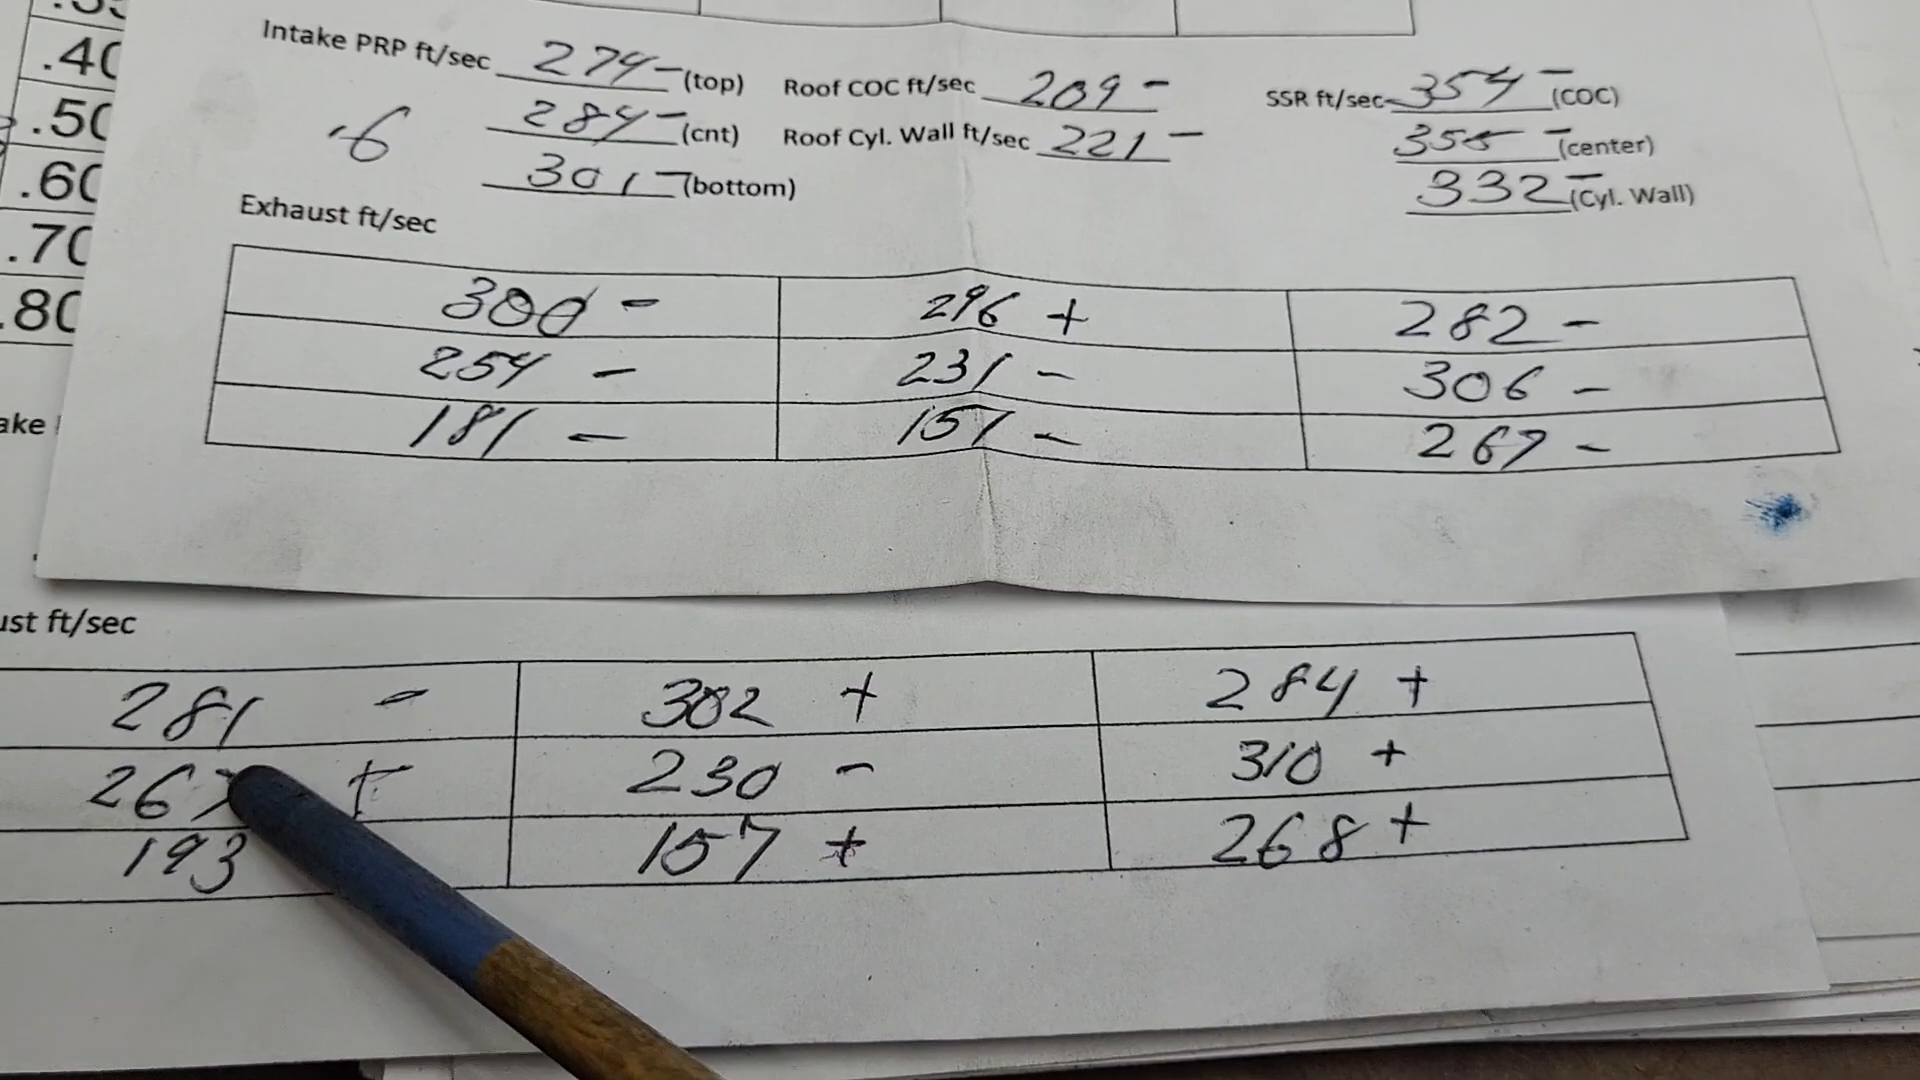 .40
.50
.60
.70
.80
Intake PRP ft/sec 274 - (top) Roof COC ft/sec 209 - SSR ft/sec 354 - (COC)
.6 284 - (cnt) Roof Cyl. Wall ft/sec 221 - 355 - (center)
301 - (bottom) 332 - (Cyl. Wall)
Exhaust ft/sec
300 - 296 + 282 -
254 - 231 - 306 -
181 - 151 - 267 -
ake
ust ft/sec
281 - 302 + 284 +
267 + 230 - 310 +
193 157 + 268 +